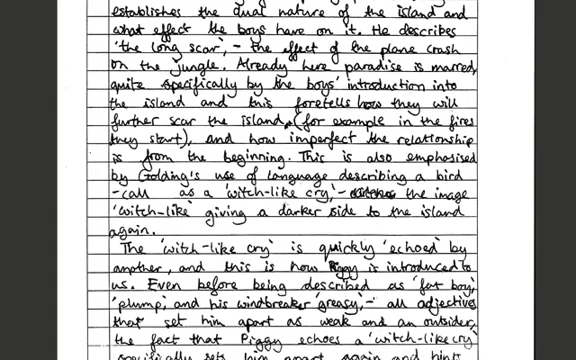 establishes the dual nature of the island and
what effect the boys have on it. He describes
'the long scar', - the effect of the plane crash
on the jungle. Already here paradise is marred,
quite specifically by the boys' introduction into
the island and this foretells how they will
further scar the island, (for example in the fires
they start), and how imperfect the relationship
is from the beginning. This is also emphasised
by Golding's use of language describing a bird
-call as a 'witch-like cry', - the image
'witch-like' giving a darker side to the island
again.
The 'witch-like cry' is quickly 'echoed' by
another, and this is how Piggy is introduced to
us. Even before being described as 'fat boy',
'plump', and his windbreaker 'greasy', - all adjectives
that set him apart as weak and an outsider,
the fact that Piggy echoes a 'witch-like cry'
specifically sets him apart again and hint